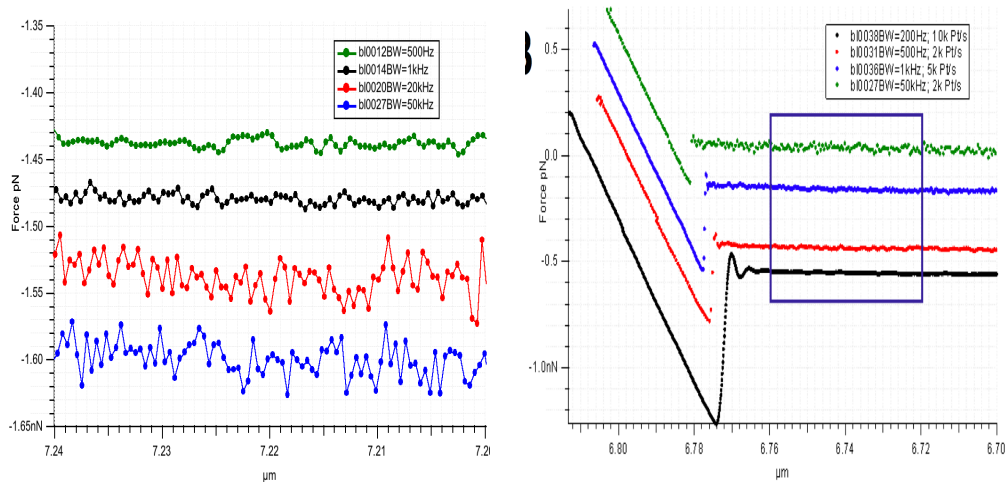 -1.35
-1.40
-1.45
-1.50
-1.55
-1.60
-1.65nN
Force pN
bl0012BW=500Hz
bl0014BW=1kHz
bl0020BW=20kHz
bl0027BW=50kHz
7.24
7.23
7.22
7.21
7.20
µm
0.5
0.0
-0.5
-1.0nN
Force pN
bl0038BW=200Hz; 10k Pt/s
bl0031BW=500Hz; 2k Pt/s
bl0036BW=1kHz; 5k Pt/s
bl0027BW=50kHz; 2k Pt/s
6.80
6.78
6.76
6.74
6.72
6.70
µm